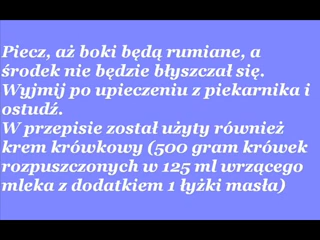 Piecz, aż boki będą rumiane, a
środek nie będzie błyszczał się.
Wyjmij po upieczeniu z piekarnika i
ostudź.
W przepisie został użyty również
krem krówkowy (500 gram krówek
rozpuszczonych w 125 ml wrzącego
mleka z dodatkiem 1 łyżki masła)